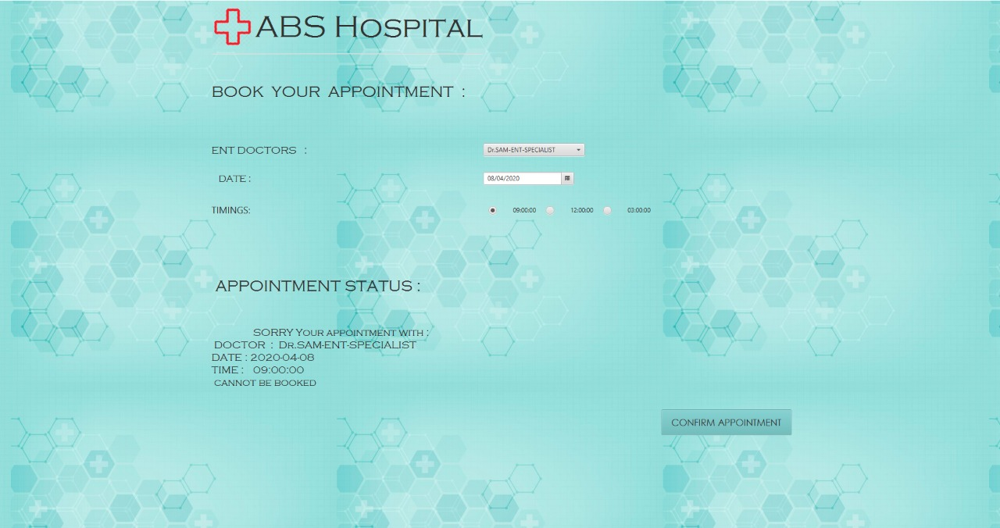 ABS HOSPITAL
BOOK YOUR APPOINTMENT :
ENT DOCTORS : Dr.SAM-ENT-SPECIALIST
DATE : 08/04/2020
TIMINGS: 09:00:00 12:00:00 03:00:00
APPOINTMENT STATUS :
SORRY YOUR APPOINTMENT WITH :
DOCTOR : DR.SAM-ENT-SPECIALIST
DATE : 2020-04-08
TIME : 09:00:00
CANNOT BE BOOKED
CONFIRM APPOINTMENT